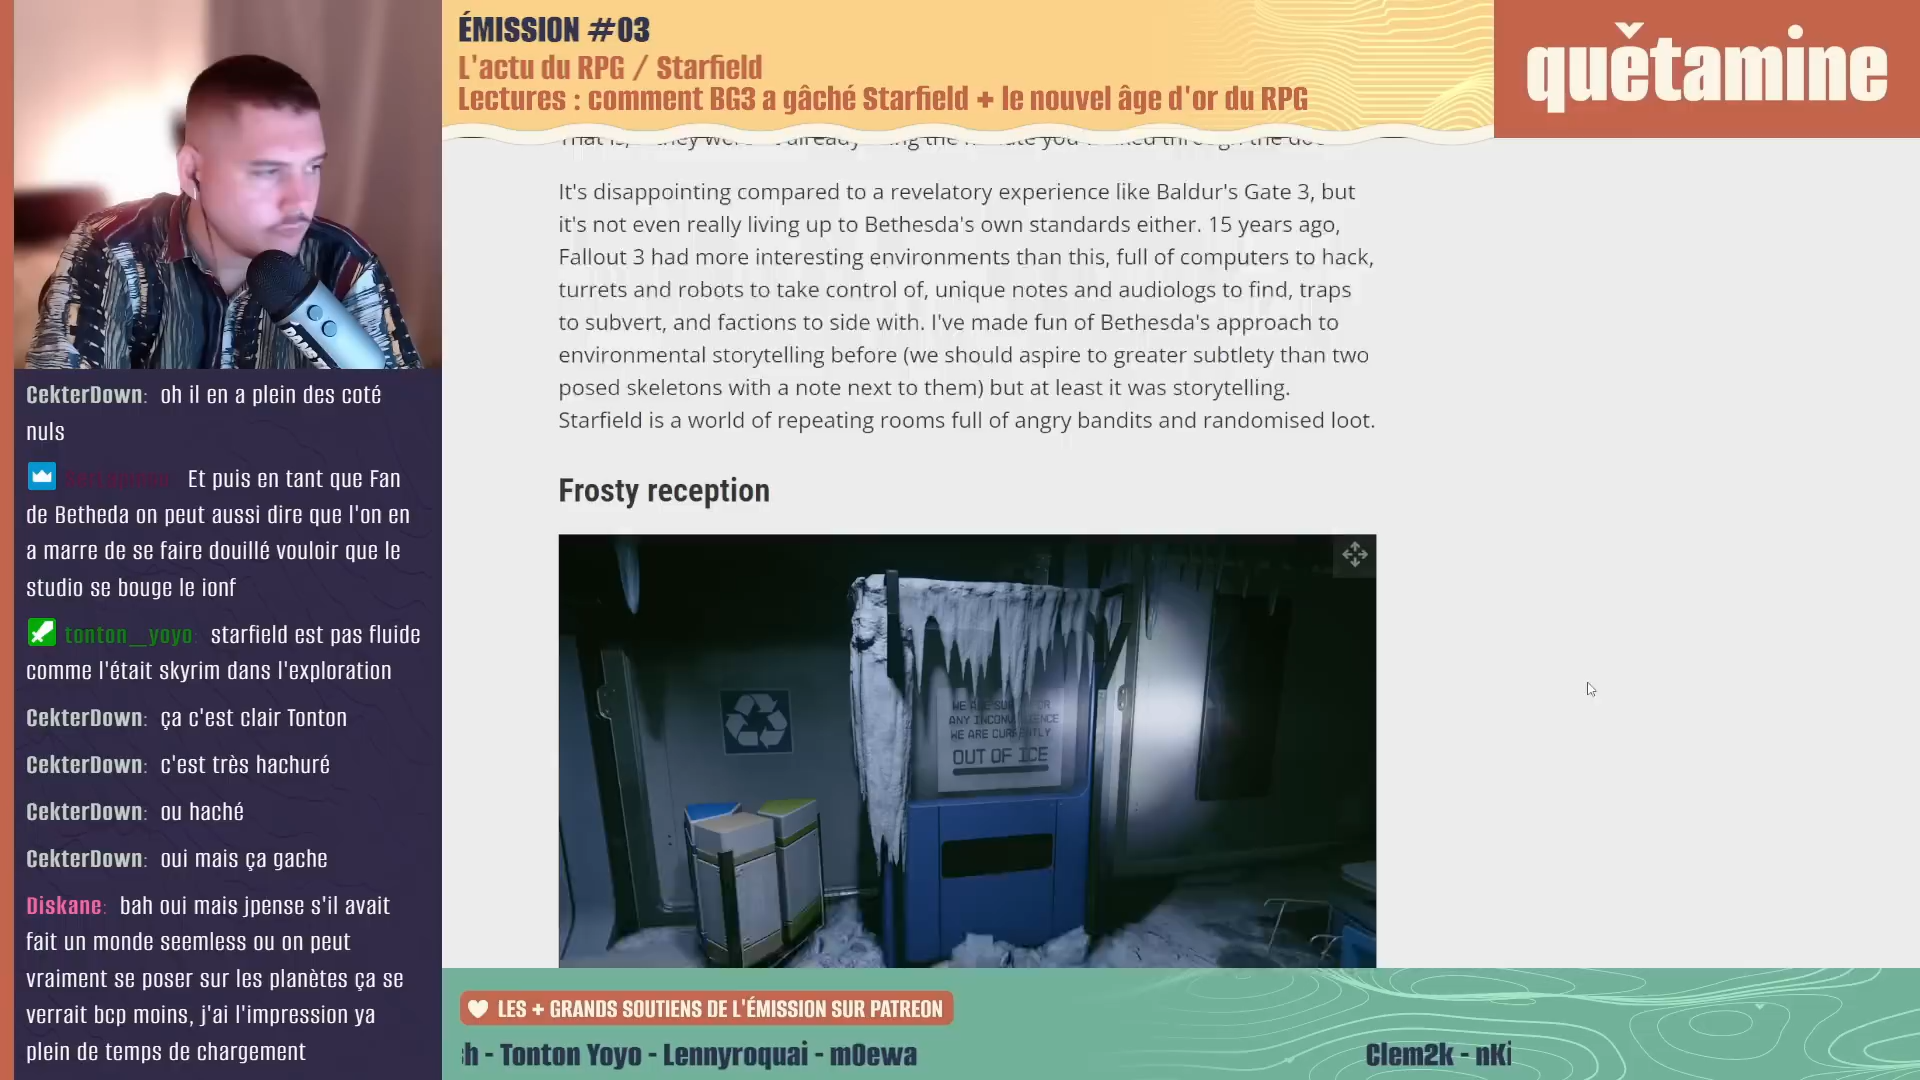 ÉMISSION #03
L'actu du RPG / Starfield
Lectures : comment BG3 a gâché Starfield + le nouvel âge d'or du RPG
quětamine
It's disappointing compared to a revelatory experience like Baldur's Gate 3, but
it's not even really living up to Bethesda's own standards either. 15 years ago,
Fallout 3 had more interesting environments than this, full of computers to hack,
turrets and robots to take control of, unique notes and audiologs to find, traps
to subvert, and factions to side with. I've made fun of Bethesda's approach to
environmental storytelling before (we should aspire to greater subtlety than two
posed skeletons with a note next to them) but at least it was storytelling.
Starfield is a world of repeating rooms full of angry bandits and randomised loot.
Frosty reception
WE ARE
ANY INCONVENIENCE
WE ARE CURRENTLY
OUT OF ICE
CekterDown: oh il en a plein des coté
nuls
Et puis en tant que Fan
de Betheda on peut aussi dire que l'on en
a marre de se faire douillé vouloir que le
studio se bouge le ionf
tonton_yoyo: starfield est pas fluide
comme l'était skyrim dans l'exploration
CekterDown: ça c'est clair Tonton
CekterDown: c'est très hachuré
CekterDown: ou haché
CekterDown: oui mais ça gache
Diskane: bah oui mais jpense s'il avait
fait un monde seemless ou on peut
vraiment se poser sur les planètes ça se
verrait bcp moins, j'ai l'impression ya
plein de temps de chargement
LES + GRANDS SOUTIENS DE L'ÉMISSION SUR PATREON
h - Tonton Yoyo - Lennyroquai - m0ewa Clem2k - nKi